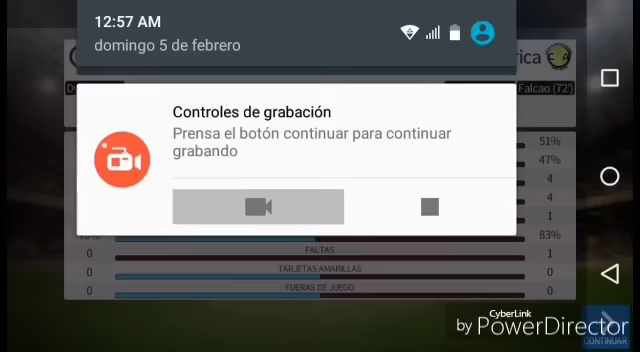 12:57 AM
domingo 5 de febrero
rica
Falcao (72')
Controles de grabación
Prensa el botón continuar para continuar
grabando
51%
47%
4
4
1
83%
0 FALTAS 1
0 TARJETAS AMARILLAS 0
0 FUERAS DE JUEGO 0
CyberLink
by PowerDirector
CONTINUAR